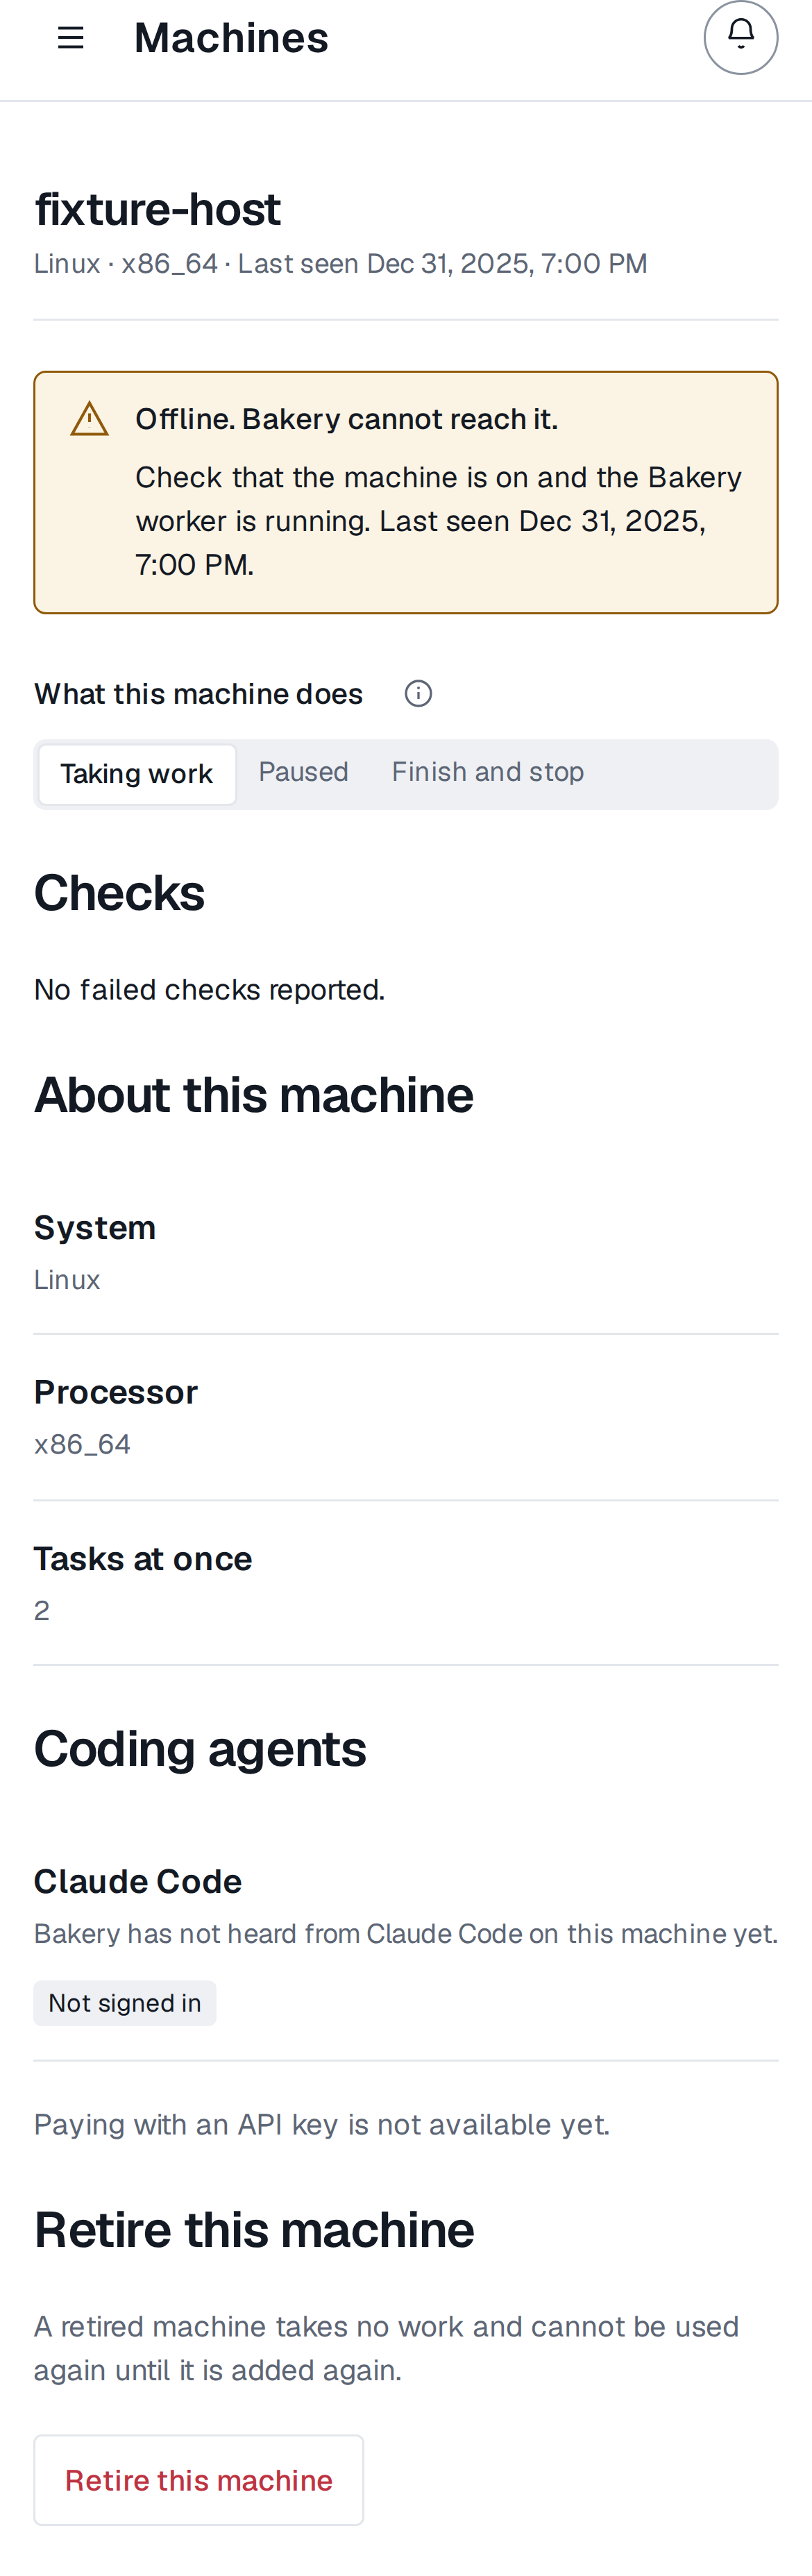 Machines
fixture-host
Linux · x86_64 · Last seen Dec 31, 2025, 7:00 PM
Offline. Bakery cannot reach it.
Check that the machine is on and the Bakery
worker is running. Last seen Dec 31, 2025,
7:00 PM.
What this machine does
Taking work Paused Finish and stop
Checks
No failed checks reported.
About this machine
System
Linux
Processor
x86_64
Tasks at once
2
Coding agents
Claude Code
Bakery has not heard from Claude Code on this machine yet.
Not signed in
Paying with an API key is not available yet.
Retire this machine
A retired machine takes no work and cannot be used
again until it is added again.
Retire this machine